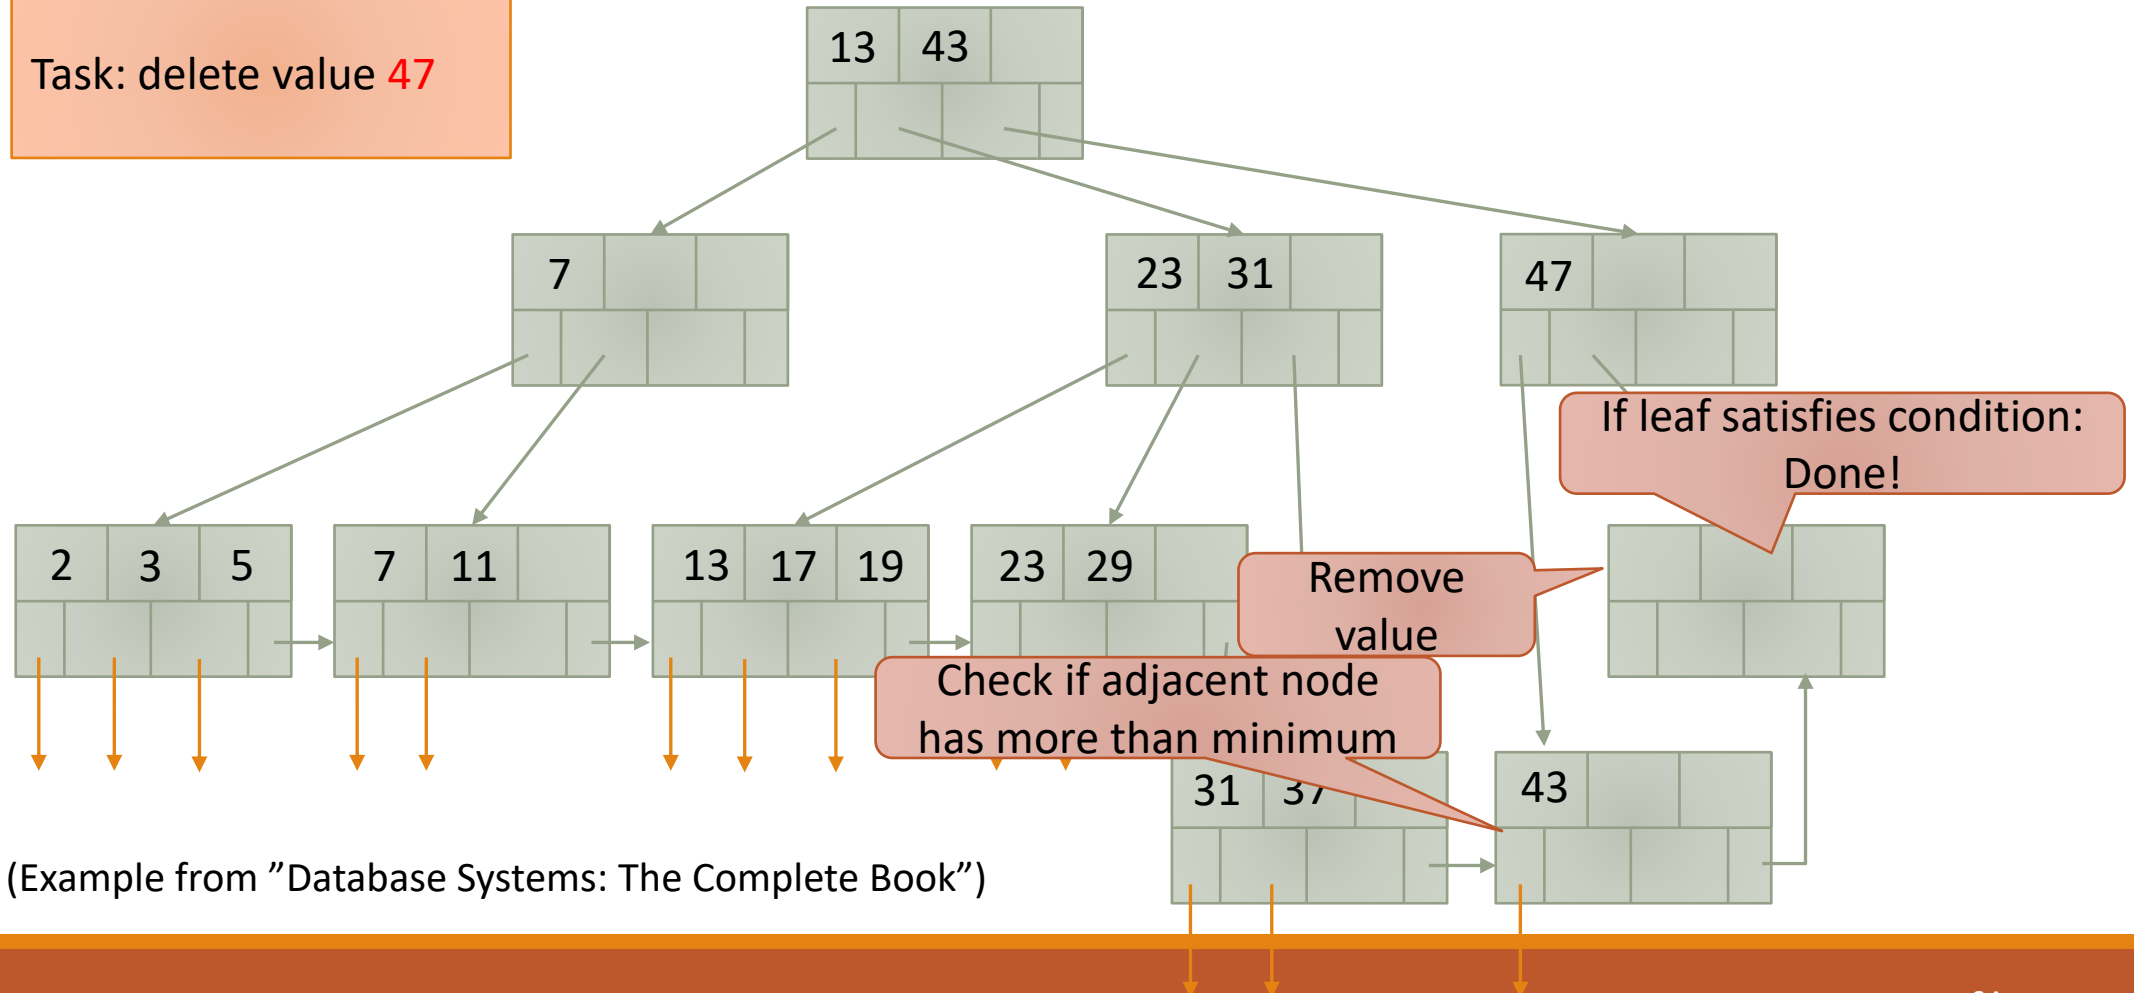 Task: delete value 47
13 43
7
23 31
47
If leaf satisfies condition:
Done!
2 3 5
7 11
13 17 19
23 29
Remove
value
Check if adjacent node
has more than minimum
31 37
43
(Example from ”Database Systems: The Complete Book”)